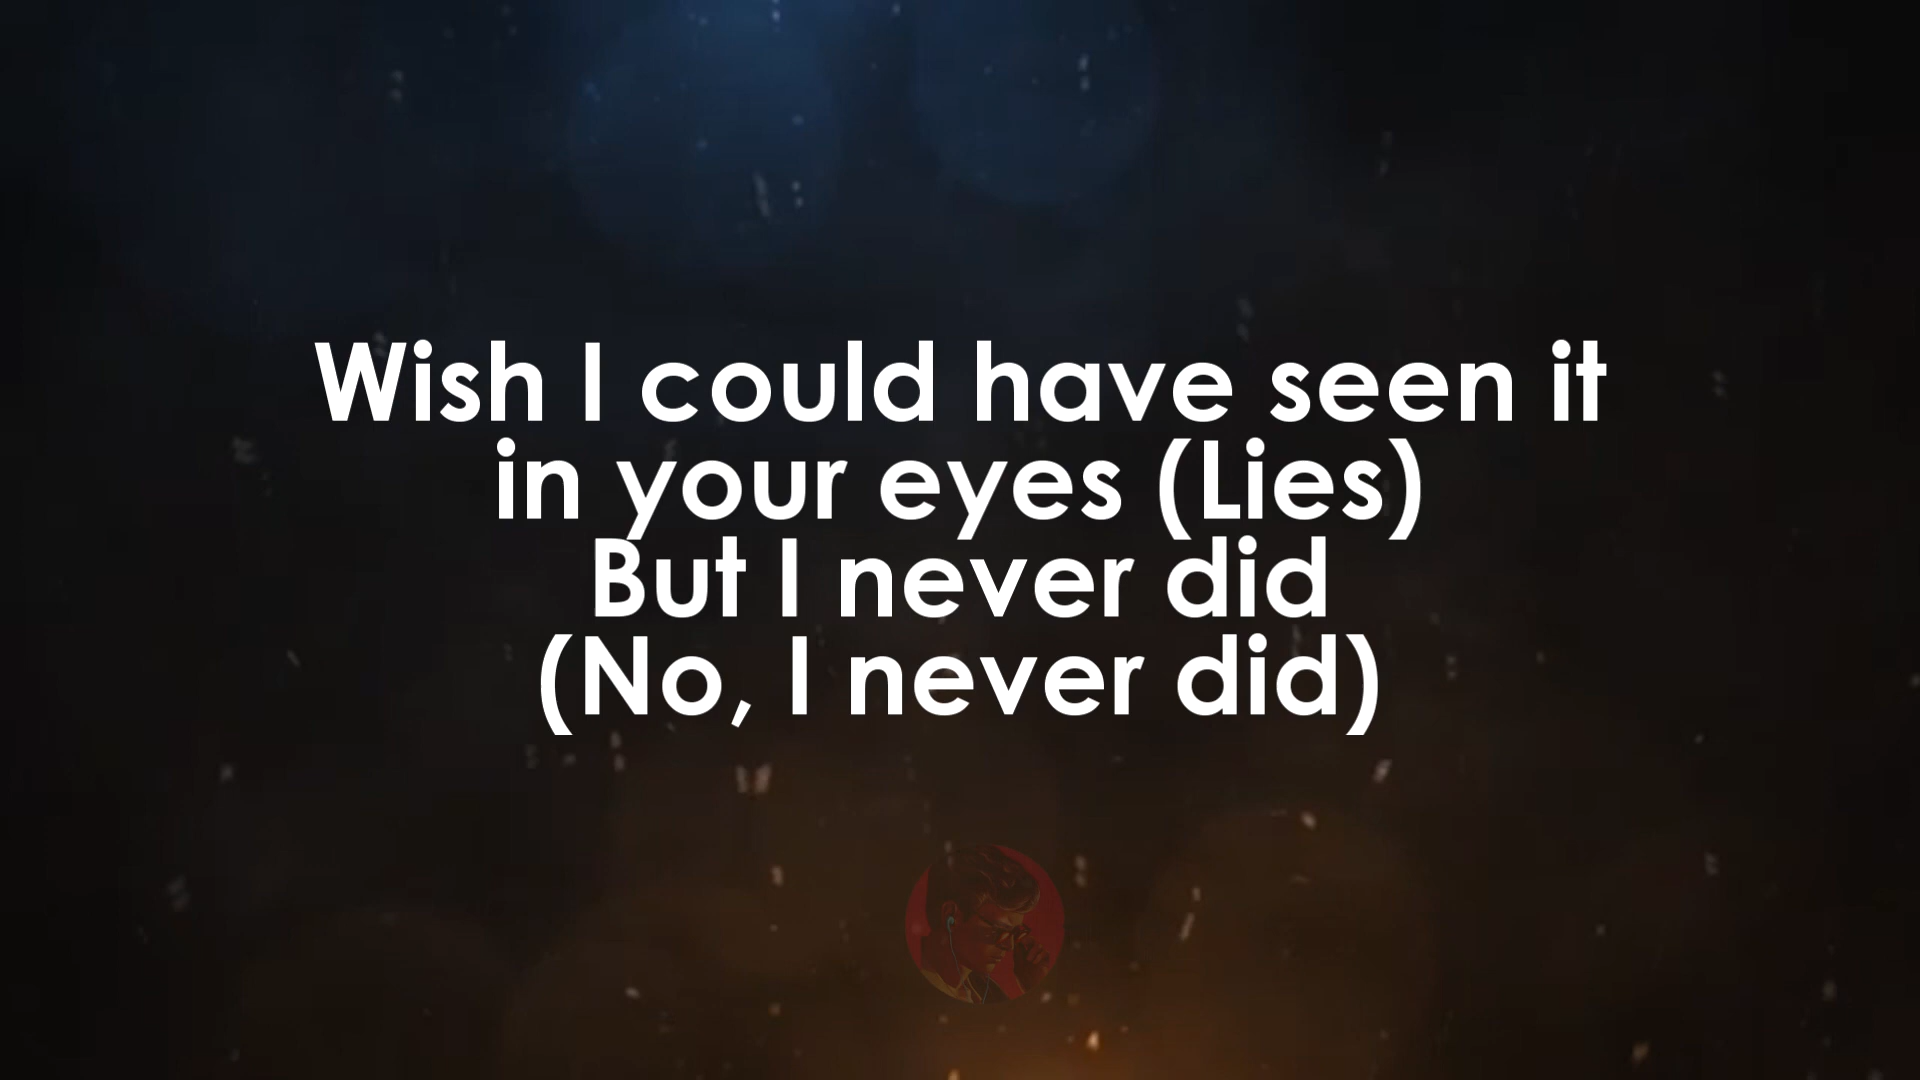 Wish I could have seen it
in your eyes (Lies)
But I never did
(No, I never did)